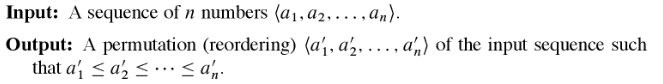 Input: A sequence of n numbers ⟨a₁, a₂, . . . , aₙ⟩.
Output: A permutation (reordering) ⟨a′₁, a′₂, . . . , a′ₙ⟩ of the input sequence such
that a′₁ ≤ a′₂ ≤ ··· ≤ a′ₙ.